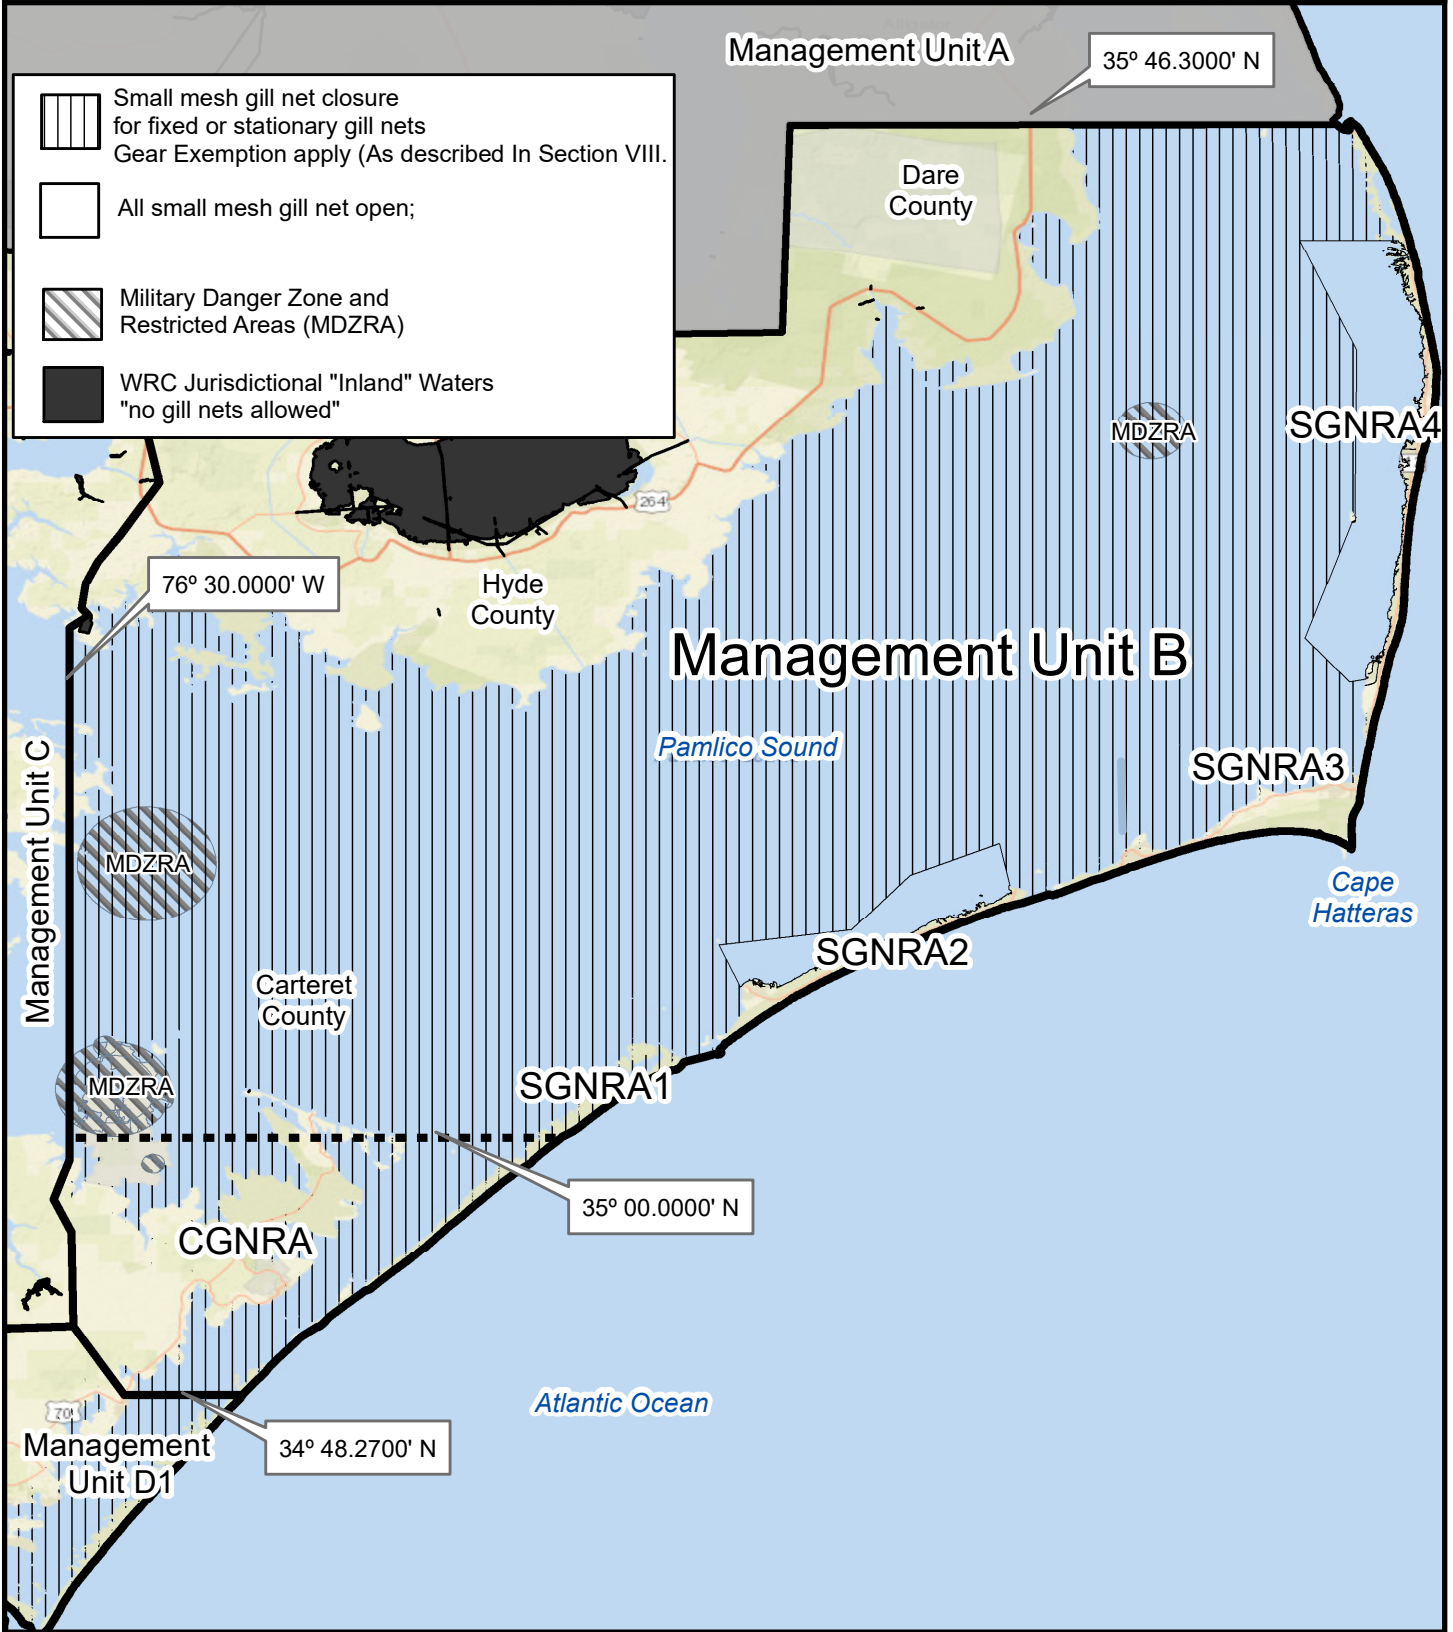 Alligator
Management Unit A
35º 46.3000' N
Small mesh gill net closure
for fixed or stationary gill nets
Gear Exemption apply (As described In Section VIII.
All small mesh gill net open;
Military Danger Zone and
Restricted Areas (MDZRA)
WRC Jurisdictional "Inland" Waters
"no gill nets allowed"
Dare
County
MDZRA
SGNRA4
264
76º 30.0000' W
Hyde
County
Management Unit B
Pamlico Sound
SGNRA3
Management Unit C
MDZRA
Cape
Hatteras
SGNRA2
Carteret
County
MDZRA
SGNRA1
35º 00.0000' N
CGNRA
Atlantic Ocean
70
Management
Unit D1
34º 48.2700' N